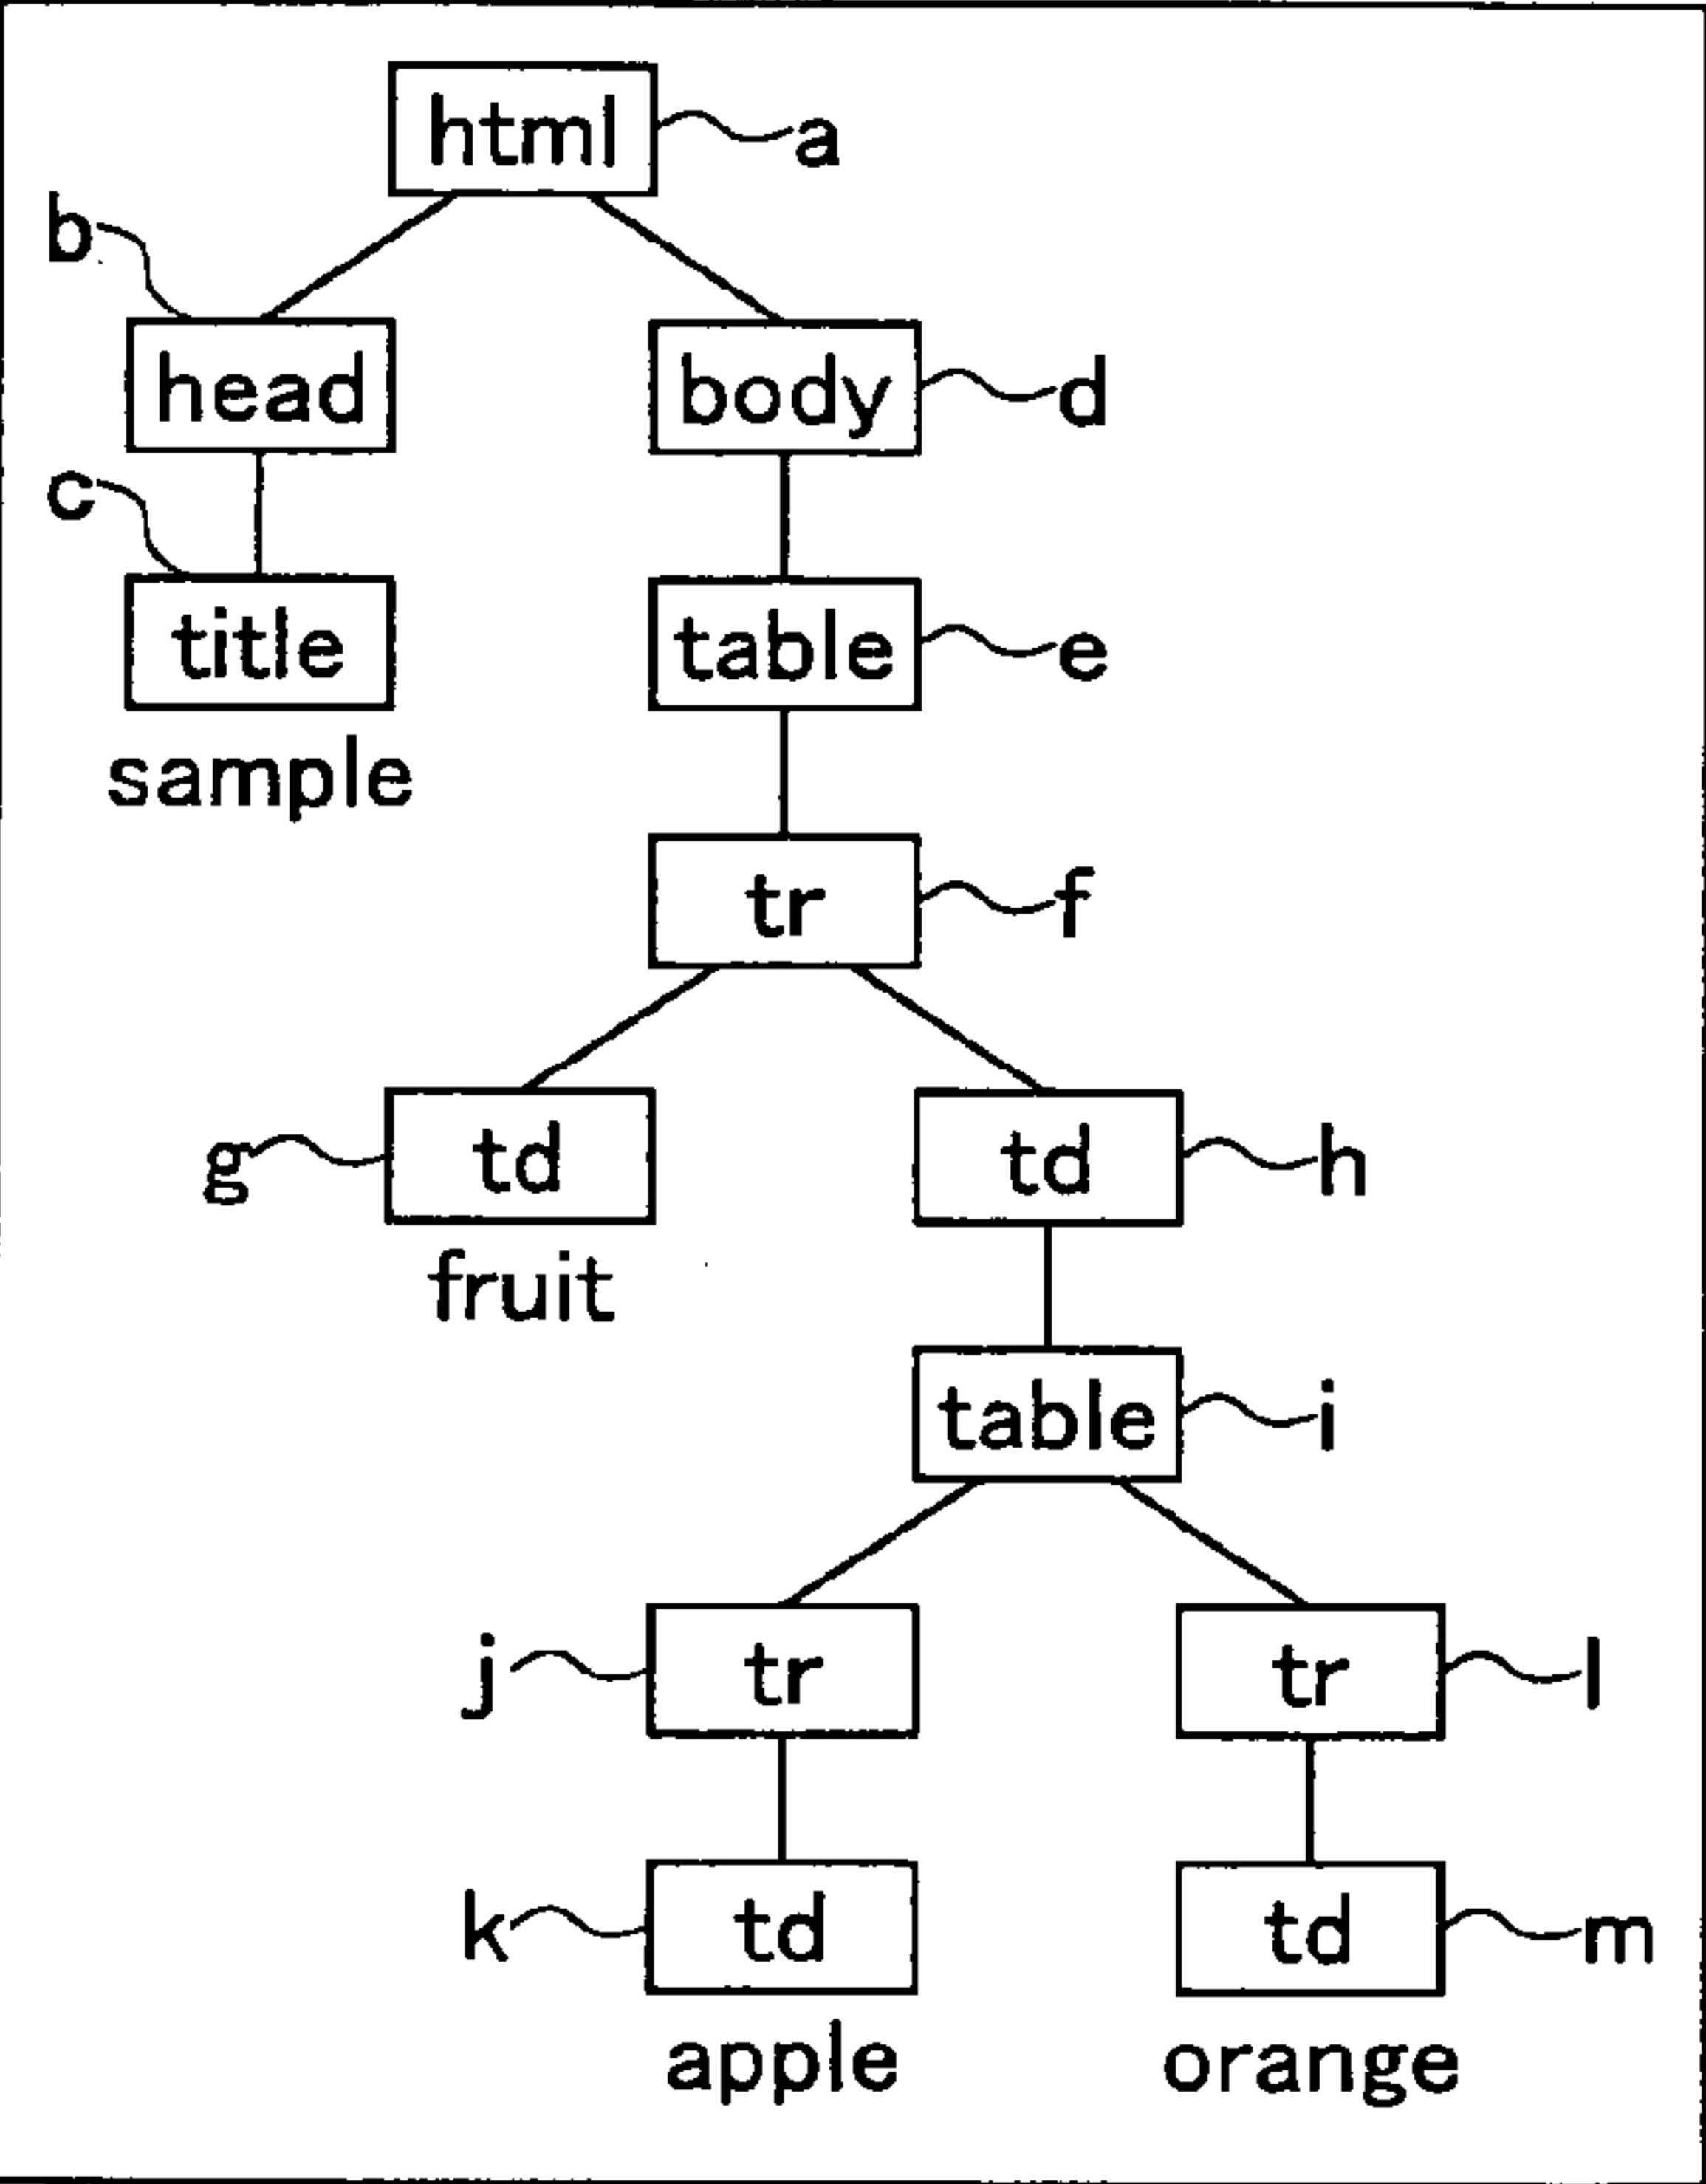 html a
b
head body d
c
title table e
sample
tr f
g td td h
fruit
table i
j tr tr l
k td td m
apple orange